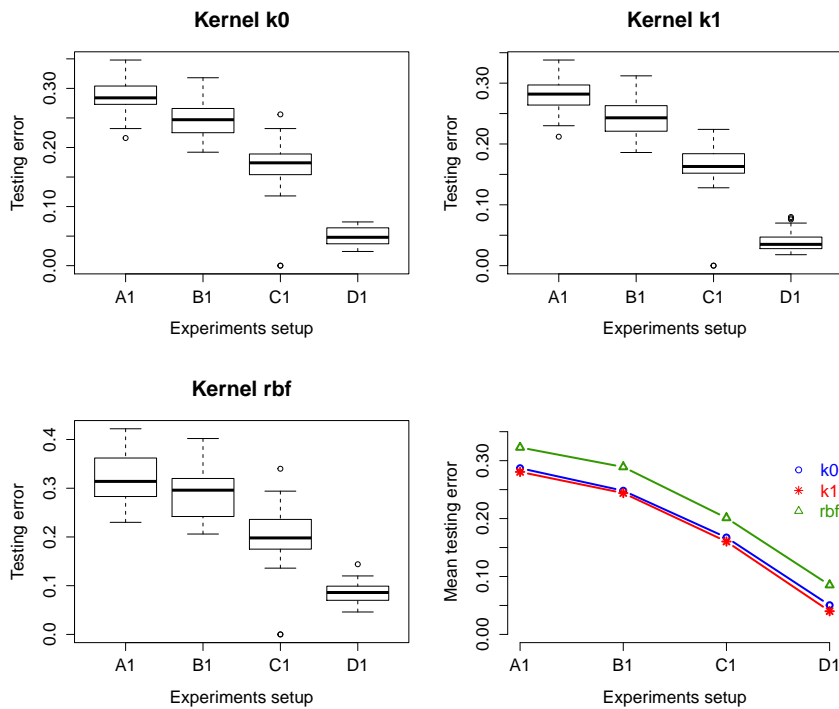 Kernel k0
Testing error
0.30
0.20
0.10
0.00
A1 B1 C1 D1
Experiments setup
Kernel k1
Testing error
0.30
0.20
0.10
0.00
A1 B1 C1 D1
Experiments setup
Kernel rbf
Testing error
0.4
0.3
0.2
0.1
0.0
A1 B1 C1 D1
Experiments setup
Mean testing error
0.30
0.20
0.10
0.00
A1 B1 C1 D1
Experiments setup
k0
k1
rbf